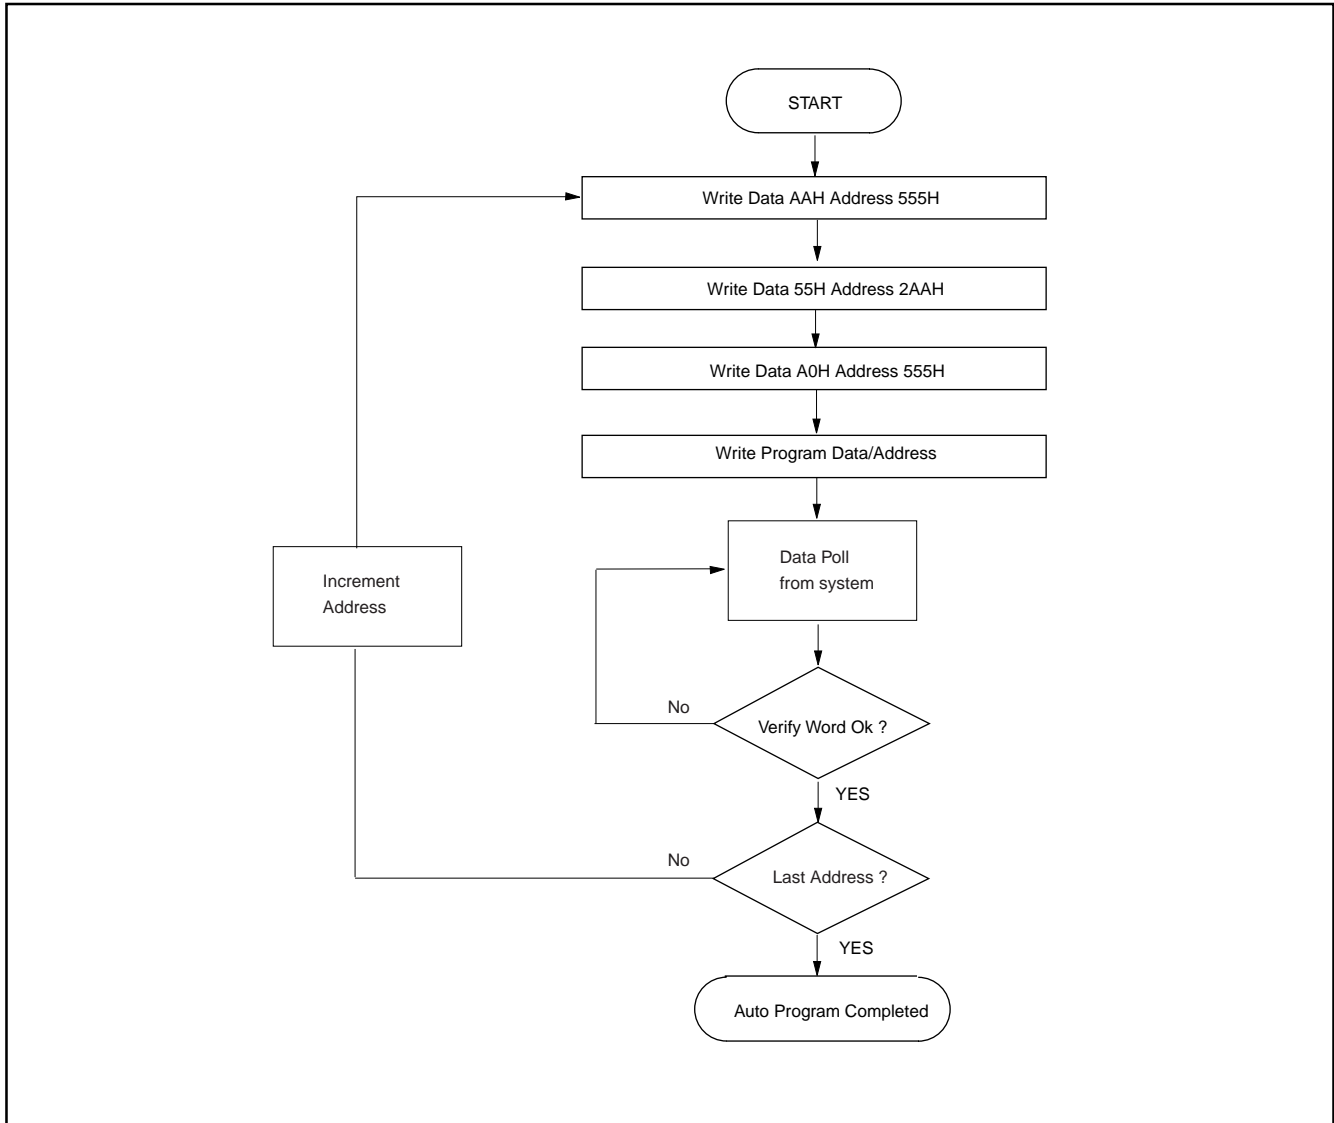 START
Write Data AAH Address 555H
Write Data 55H Address 2AAH
Write Data A0H Address 555H
Write Program Data/Address
Data Poll
from system
Increment
Address
No
Verify Word Ok ?
YES
No
Last Address ?
YES
Auto Program Completed